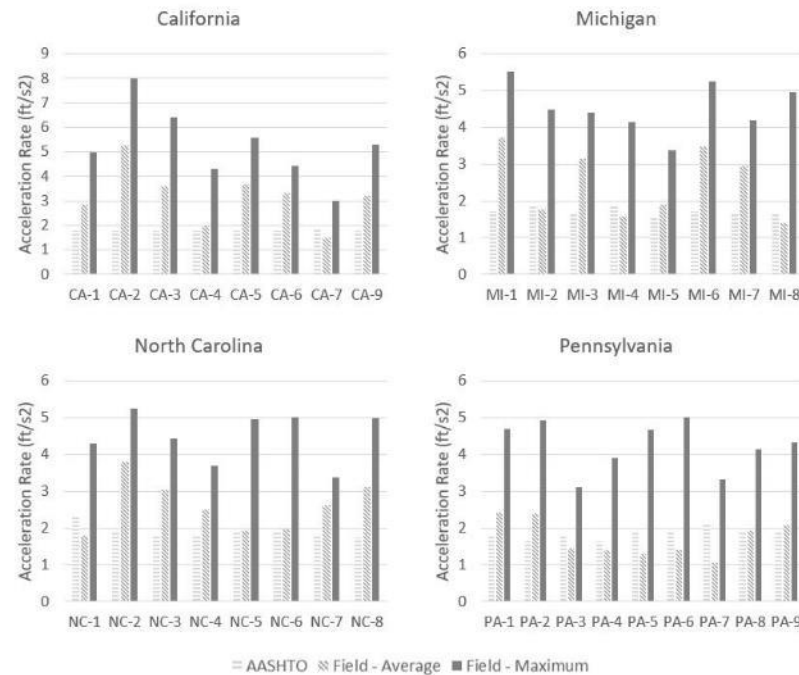 California
Acceleration Rate (ft/s2)
9
8
7
6
5
4
3
2
1
0
CA-1 CA-2 CA-3 CA-4 CA-5 CA-6 CA-7 CA-9
Michigan
Acceleration Rate (ft/s2)
6
5
4
3
2
1
0
MI-1 MI-2 MI-3 MI-4 MI-5 MI-6 MI-7 MI-8
North Carolina
Acceleration Rate (ft/s2)
6
5
4
3
2
1
0
NC-1 NC-2 NC-3 NC-4 NC-5 NC-6 NC-7 NC-8
Pennsylvania
Acceleration Rate (ft/s2)
6
5
4
3
2
1
0
PA-1 PA-2 PA-3 PA-4 PA-5 PA-6 PA-7 PA-8 PA-9
AASHTO Field - Average Field - Maximum